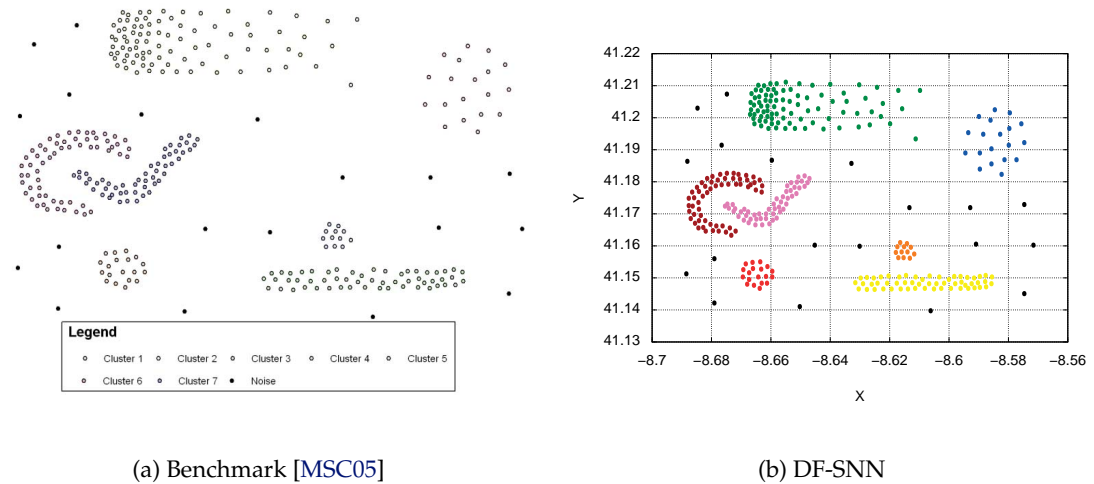 Legend
Cluster 1 Cluster 2 Cluster 3 Cluster 4 Cluster 5
Cluster 6 Cluster 7 Noise
(a) Benchmark [MSC05]
41.22
41.21
41.2
41.19
41.18
Y
41.17
41.16
41.15
41.14
41.13
−8.7 −8.68 −8.66 −8.64 −8.62 −8.6 −8.58 −8.56
X
(b) DF-SNN